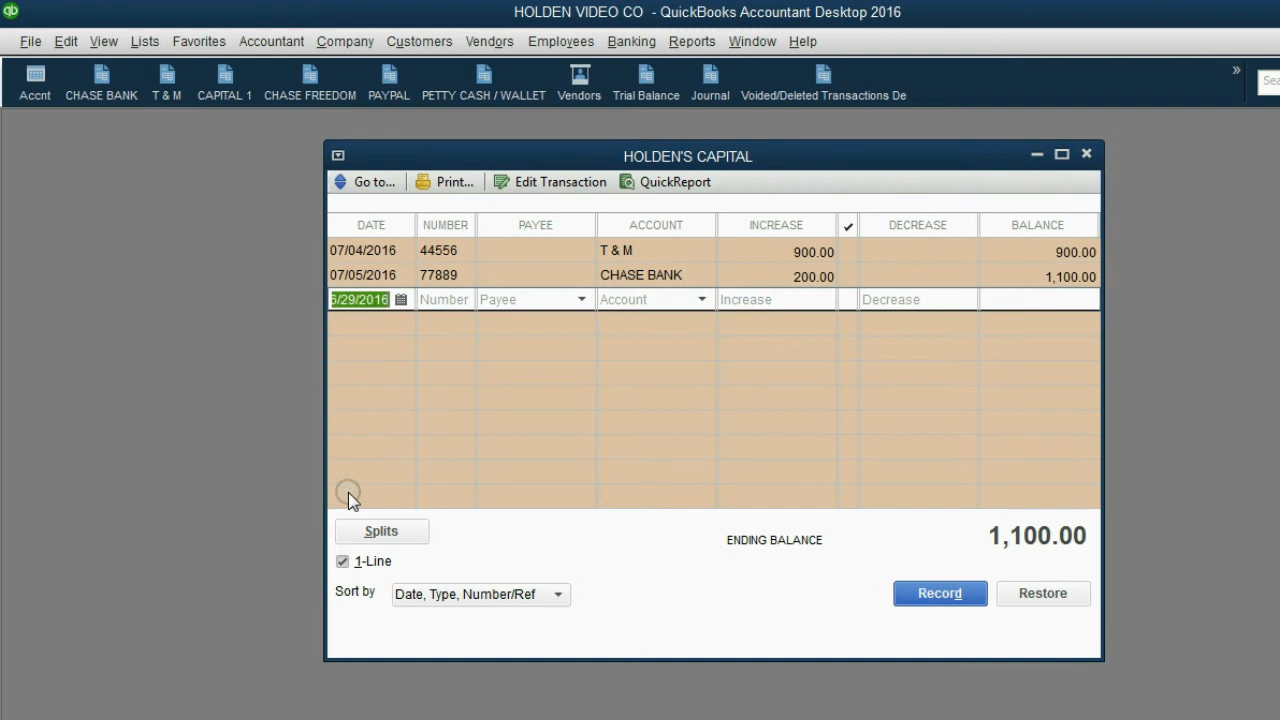 qb
HOLDEN VIDEO CO - QuickBooks Accountant Desktop 2016
File Edit View Lists Favorites Accountant Company Customers Vendors Employees Banking Reports Window Help
»
Accnt CHASE BANK T & M CAPITAL 1 CHASE FREEDOM PAYPAL PETTY CASH / WALLET Vendors Trial Balance Journal Voided/Deleted Transactions De
Sea
HOLDEN'S CAPITAL
Go to... Print... Edit Transaction QuickReport
DATE NUMBER PAYEE ACCOUNT INCREASE ✓ DECREASE BALANCE
07/04/2016 44556 T & M 900.00 900.00
07/05/2016 77889 CHASE BANK 200.00 1,100.00
6/29/2016 Number Payee Account Increase Decrease
Splits
ENDING BALANCE 1,100.00
1-Line
Sort by Date, Type, Number/Ref
Record Restore